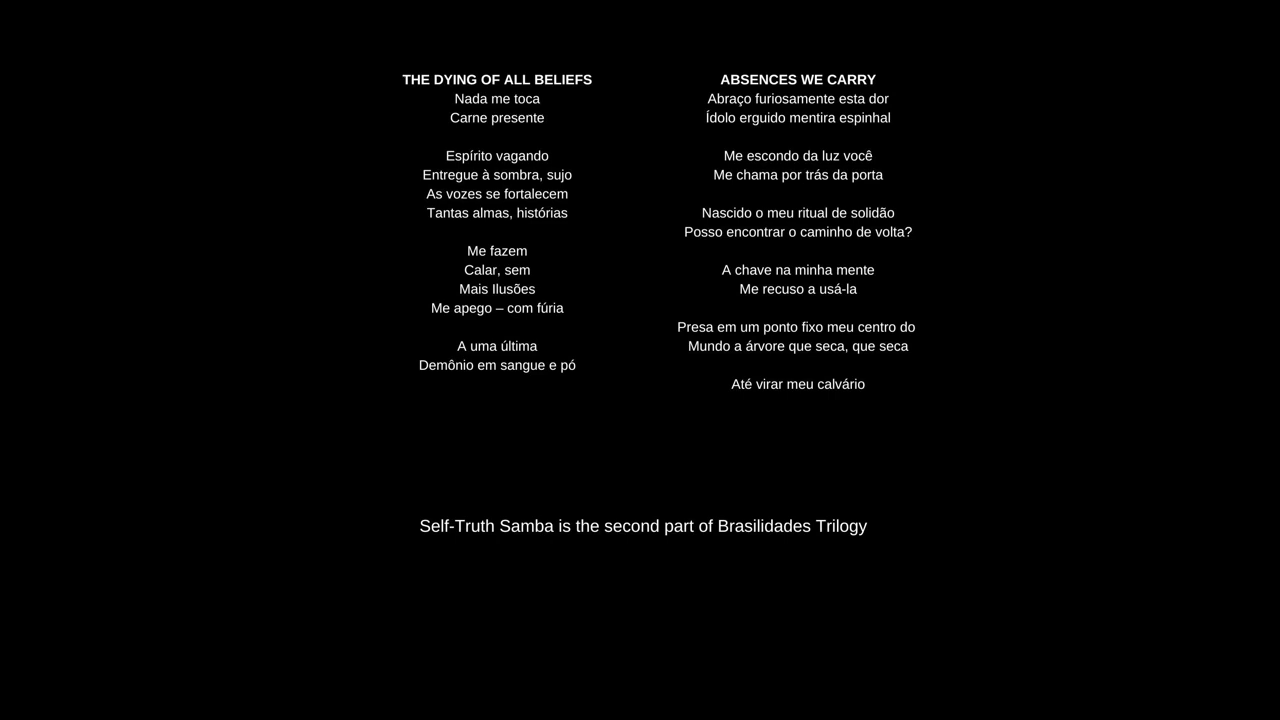 THE DYING OF ALL BELIEFS
Nada me toca
Carne presente
Espírito vagando
Entregue à sombra, sujo
As vozes se fortalecem
Tantas almas, histórias
Me fazem
Calar, sem
Mais Ilusões
Me apego – com fúria
A uma última
Demônio em sangue e pó
ABSENCES WE CARRY
Abraço furiosamente esta dor
Ídolo erguido mentira espinhal
Me escondo da luz você
Me chama por trás da porta
Nascido o meu ritual de solidão
Posso encontrar o caminho de volta?
A chave na minha mente
Me recuso a usá-la
Presa em um ponto fixo meu centro do
Mundo a árvore que seca, que seca
Até virar meu calvário
Self-Truth Samba is the second part of Brasilidades Trilogy